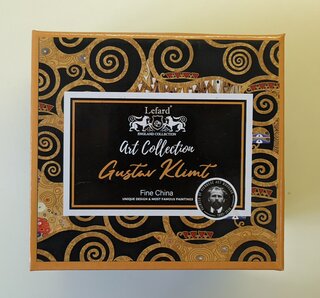 Lefard®
ENGLAND COLLECTION
Art Collection
Gustav Klimt
Fine China
UNIQUE DESIGN & MOST FAMOUS PAINTINGS